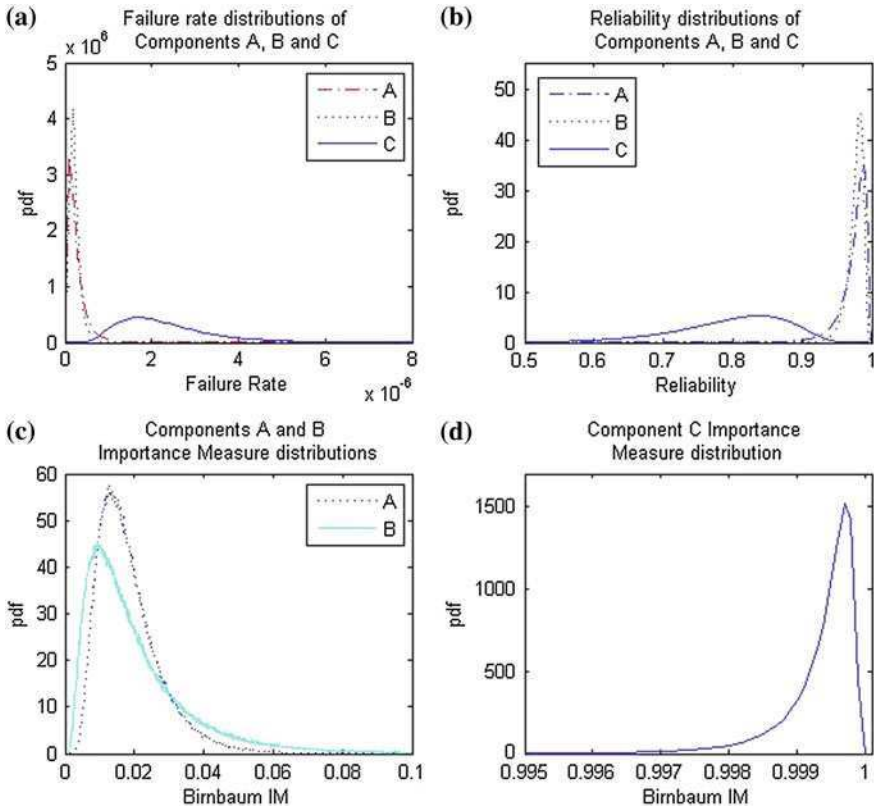 (a)
Failure rate distributions of
Components A, B and C
x 10^6
5
4
3
2
1
0
pdf
A
B
C
0
2
4
6
8
Failure Rate
x 10^-6
(b)
Reliability distributions of
Components A, B and C
50
40
30
20
10
0
pdf
A
B
C
0.5
0.6
0.7
0.8
0.9
1
Reliability
(c)
Components A and B
Importance Measure distributions
60
50
40
30
20
10
0
pdf
A
B
0
0.02
0.04
0.06
0.08
0.1
Birnbaum IM
(d)
Component C Importance
Measure distribution
1500
1000
500
0
pdf
0.995
0.996
0.997
0.998
0.999
1
Birnbaum IM